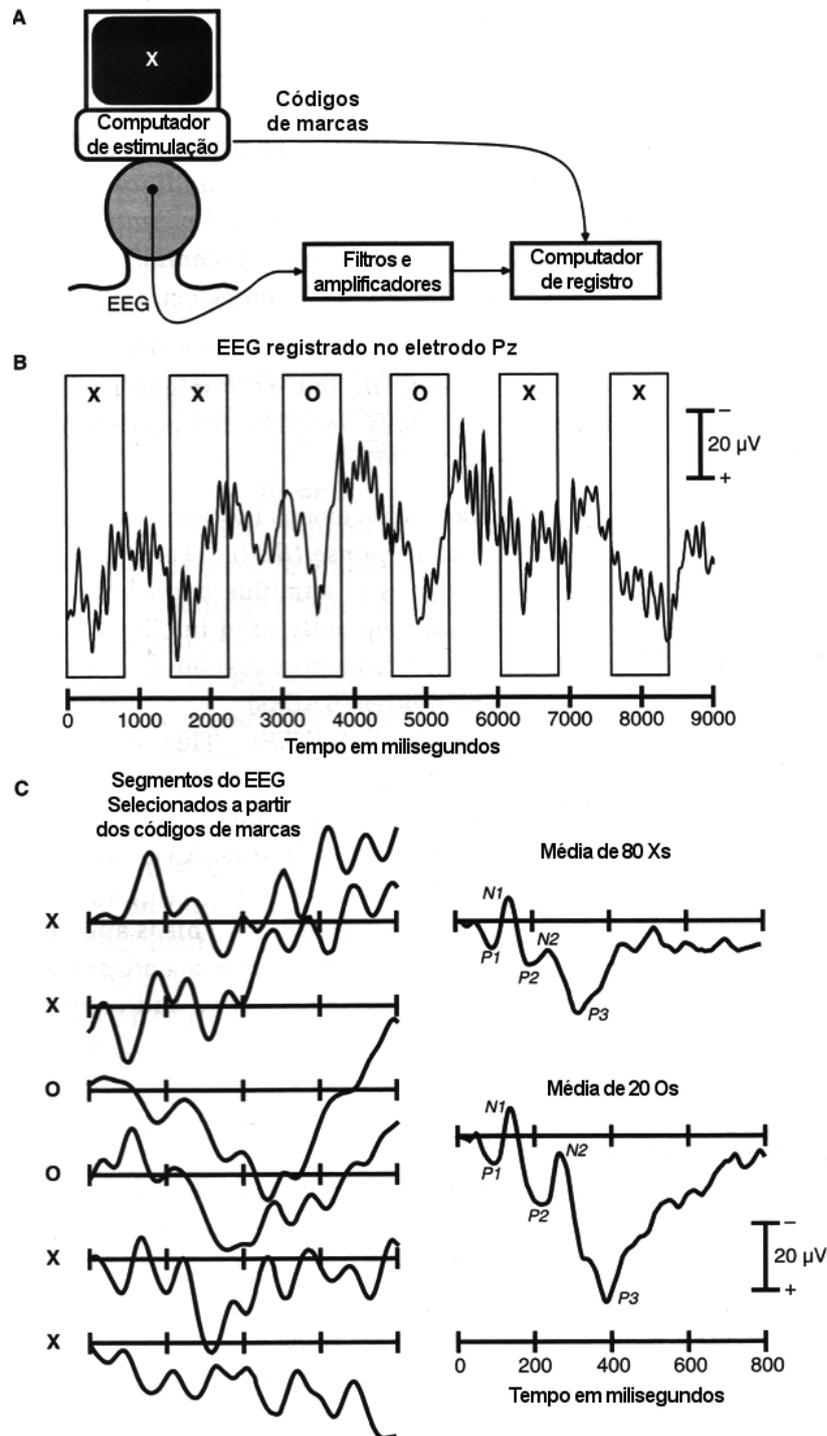 A
X
Computador
de estimulação
Códigos
de marcas
EEG
Filtros e
amplificadores
Computador
de registro
B
EEG registrado no eletrodo Pz
X X O O X X
−
20 µV
+
0 1000 2000 3000 4000 5000 6000 7000 8000 9000
Tempo em milisegundos
C
Segmentos do EEG
Selecionados a partir
dos códigos de marcas
X
X
O
O
X
X
Média de 80 Xs
N1
P1
N2
P2
P3
Média de 20 Os
N1
P1
N2
P2
P3
−
20 µV
+
0 200 400 600 800
Tempo em milisegundos